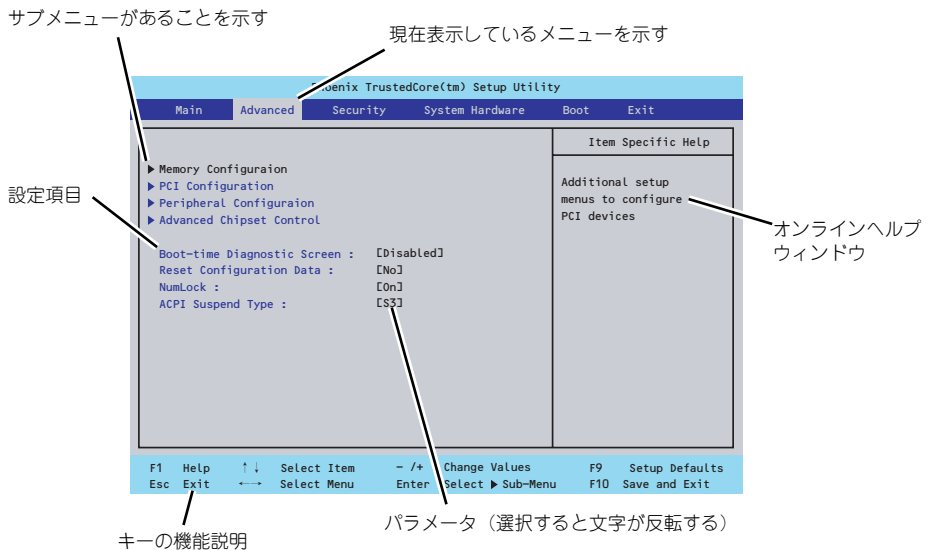 サブメニューがあることを示す
現在表示しているメニューを示す
Phoenix TrustedCore(tm) Setup Utility
Main Advanced Security System Hardware Boot Exit
Item Specific Help
▶ Memory Configuraion
▶ PCI Configuration
▶ Peripheral Configuraion
▶ Advanced Chipset Control
Additional setup
menus to configure
PCI devices
設定項目
オンラインヘルプ
ウィンドウ
Boot-time Diagnostic Screen : [Disabled]
Reset Configuration Data : [No]
NumLock : [On]
ACPI Suspend Type : [S3]
F1 Help ↑↓ Select Item - /+ Change Values F9 Setup Defaults
Esc Exit ←→ Select Menu Enter Select ▶ Sub-Menu F10 Save and Exit
パラメータ（選択すると文字が反転する）
キーの機能説明